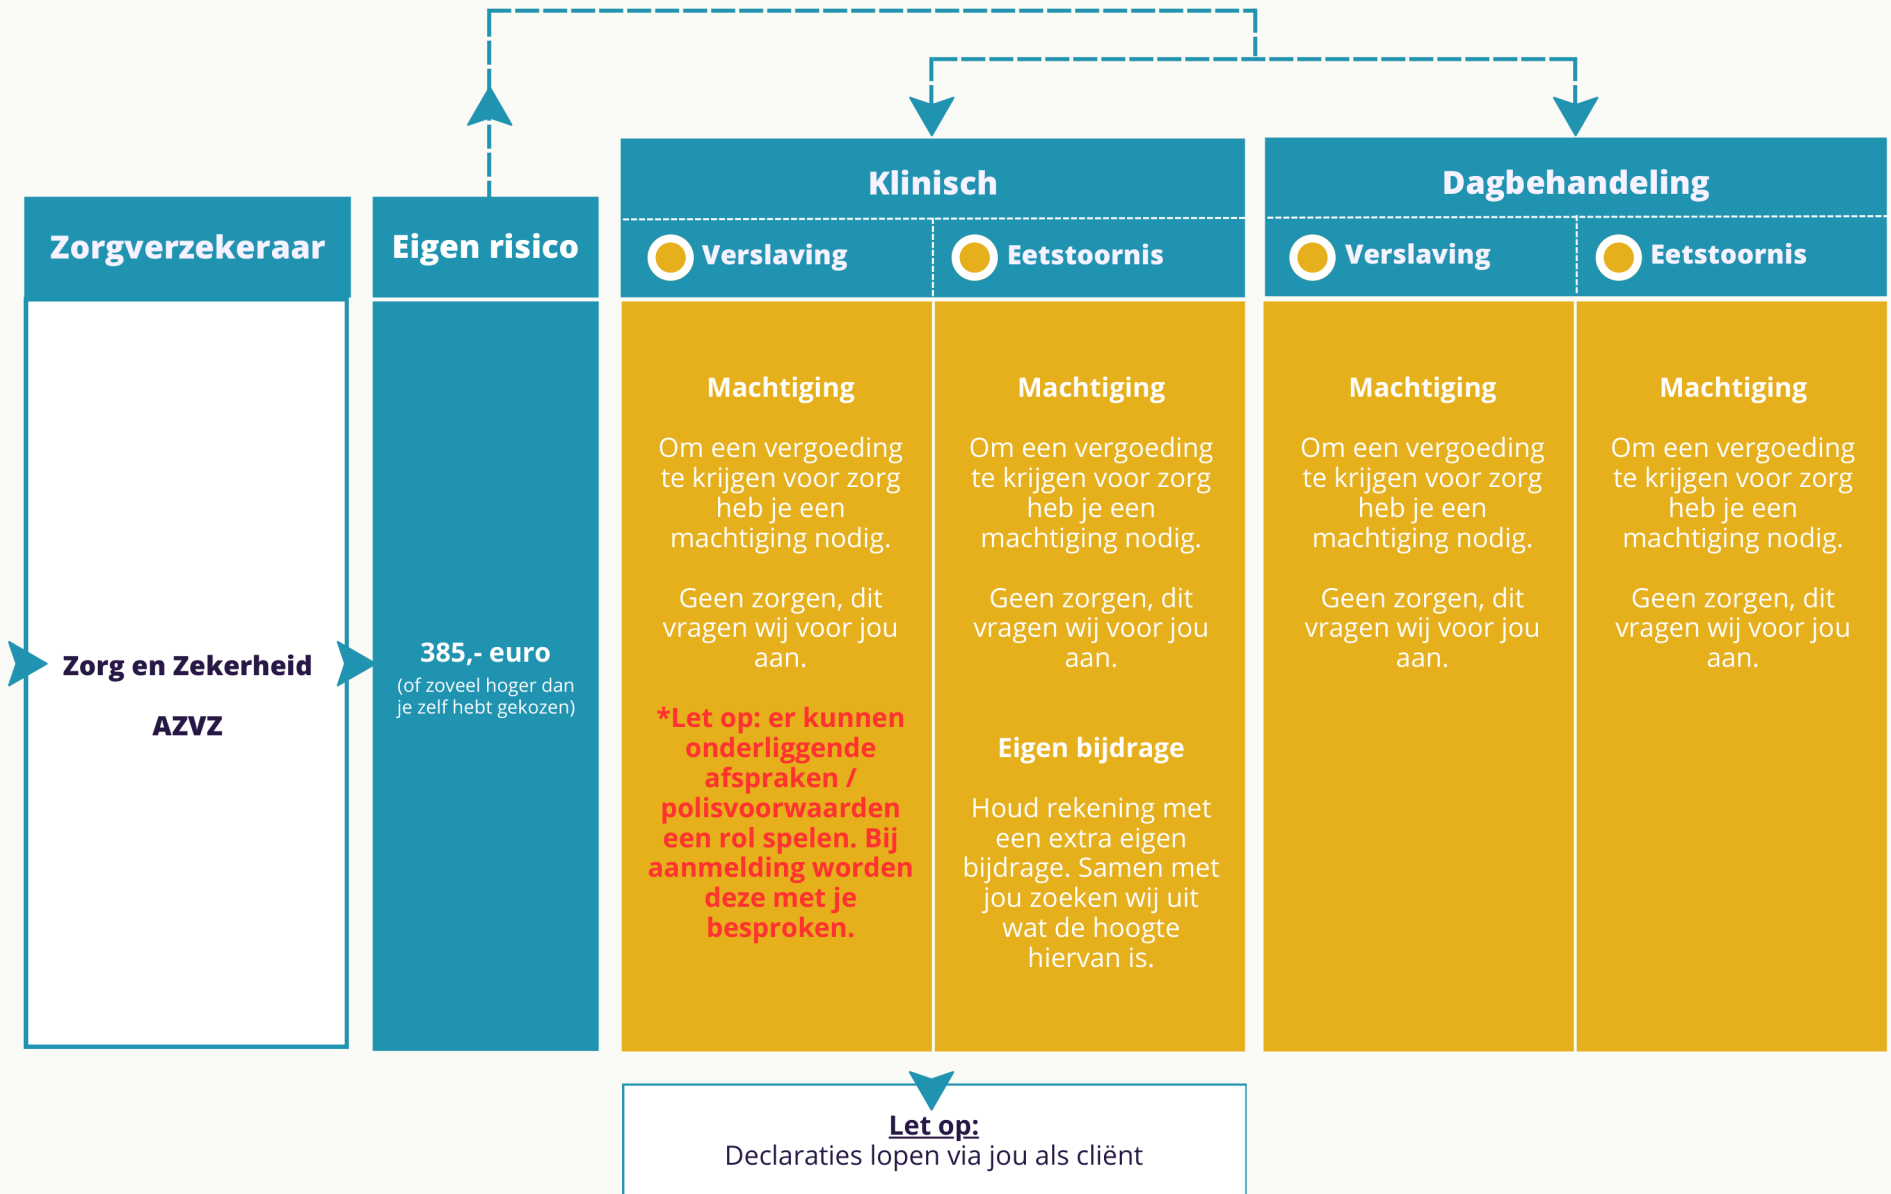 Zorgverzekeraar
Zorg en Zekerheid
AZVZ
Eigen risico
385,- euro
(of zoveel hoger dan
je zelf hebt gekozen)
Klinisch
Verslaving
Machtiging
Om een vergoeding
te krijgen voor zorg
heb je een
machtiging nodig.
Geen zorgen, dit
vragen wij voor jou
aan.
*Let op: er kunnen
onderliggende
afspraken /
polisvoorwaarden
een rol spelen. Bij
aanmelding worden
deze met je
besproken.
Eetstoornis
Machtiging
Om een vergoeding
te krijgen voor zorg
heb je een
machtiging nodig.
Geen zorgen, dit
vragen wij voor jou
aan.
Eigen bijdrage
Houd rekening met
een extra eigen
bijdrage. Samen met
jou zoeken wij uit
wat de hoogte
hiervan is.
Dagbehandeling
Verslaving
Machtiging
Om een vergoeding
te krijgen voor zorg
heb je een
machtiging nodig.
Geen zorgen, dit
vragen wij voor jou
aan.
Eetstoornis
Machtiging
Om een vergoeding
te krijgen voor zorg
heb je een
machtiging nodig.
Geen zorgen, dit
vragen wij voor jou
aan.
Let op:
Declaraties lopen via jou als cliënt